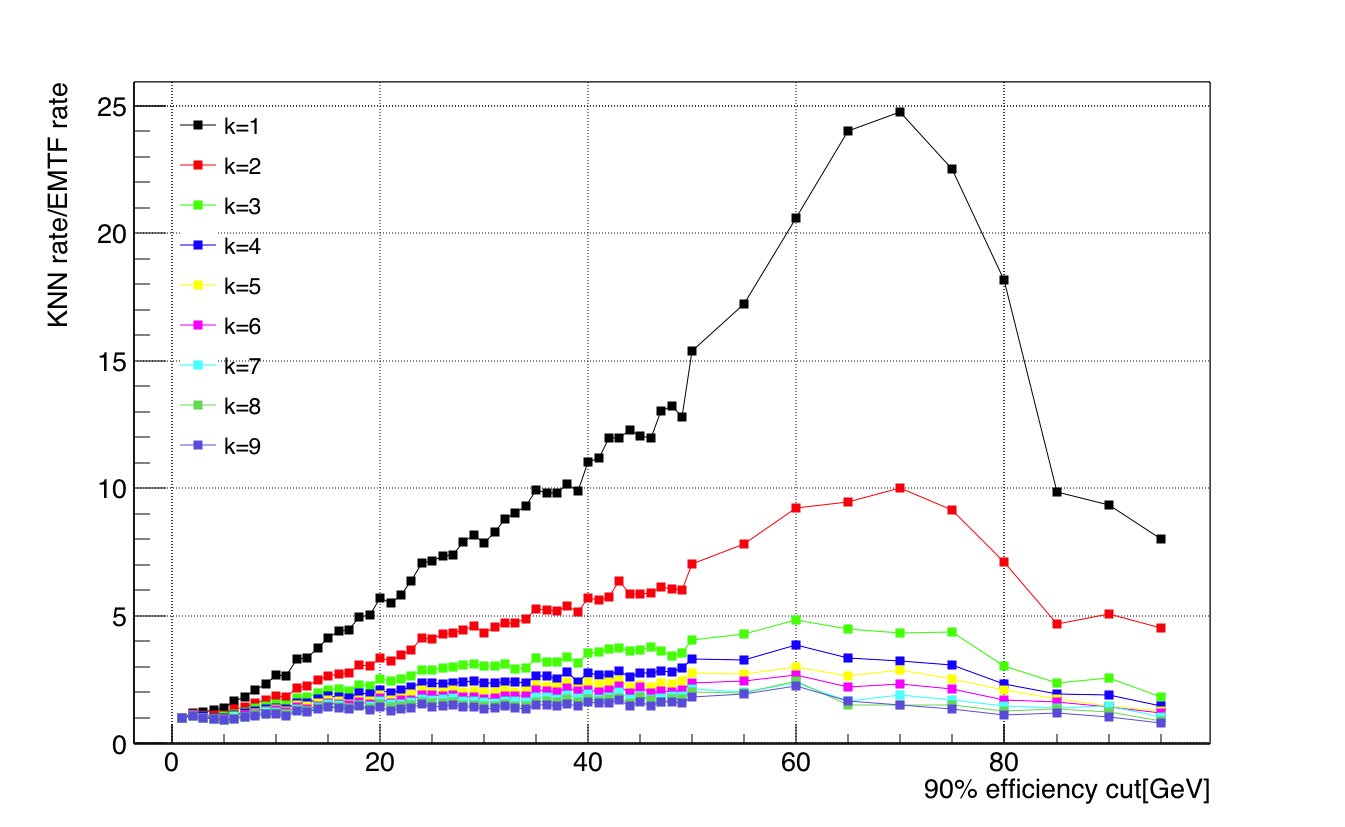 KNN rate/EMTF rate
25
20
15
10
5
0
k=1
k=2
k=3
k=4
k=5
k=6
k=7
k=8
k=9
0 20 40 60 80
90% efficiency cut[GeV]